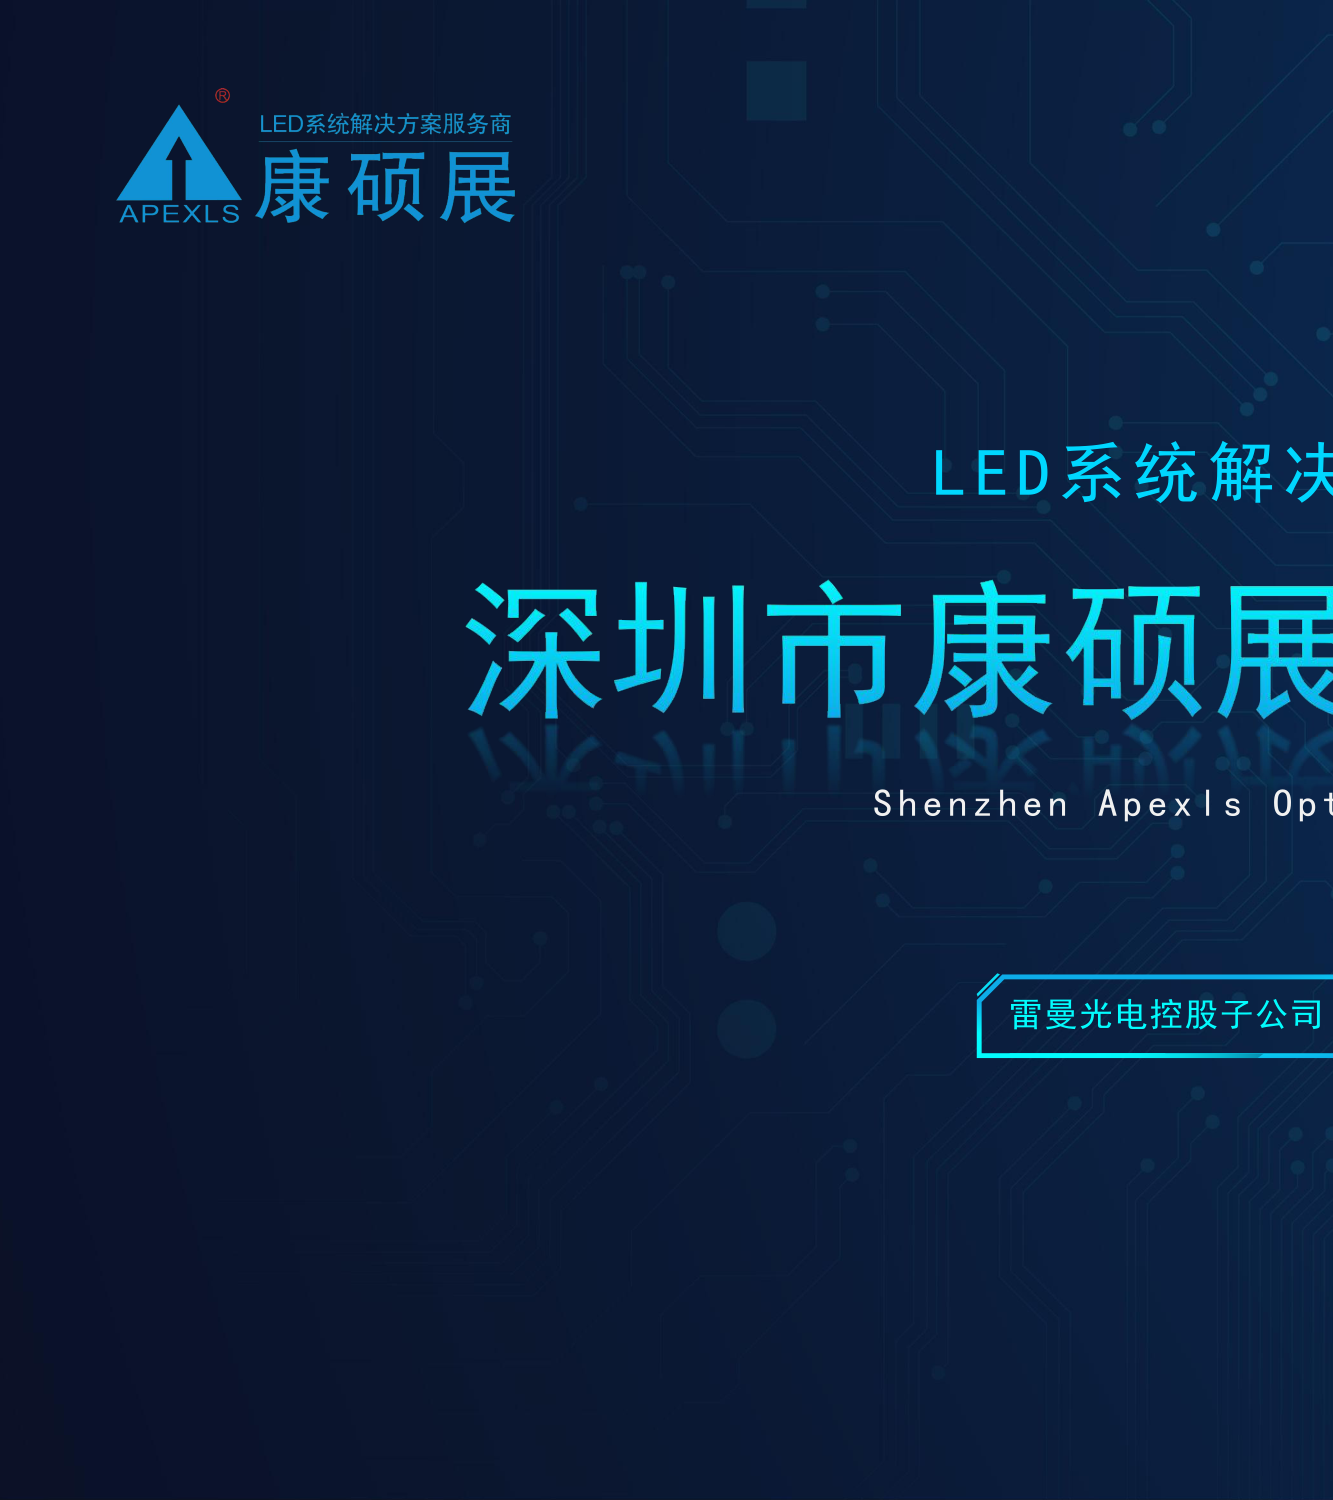 ®
LED系统解决方案服务商
康硕展
APEXLS
LED系统解决
深圳市康硕展
Shenzhen Apexls Opt
雷曼光电控股子公司